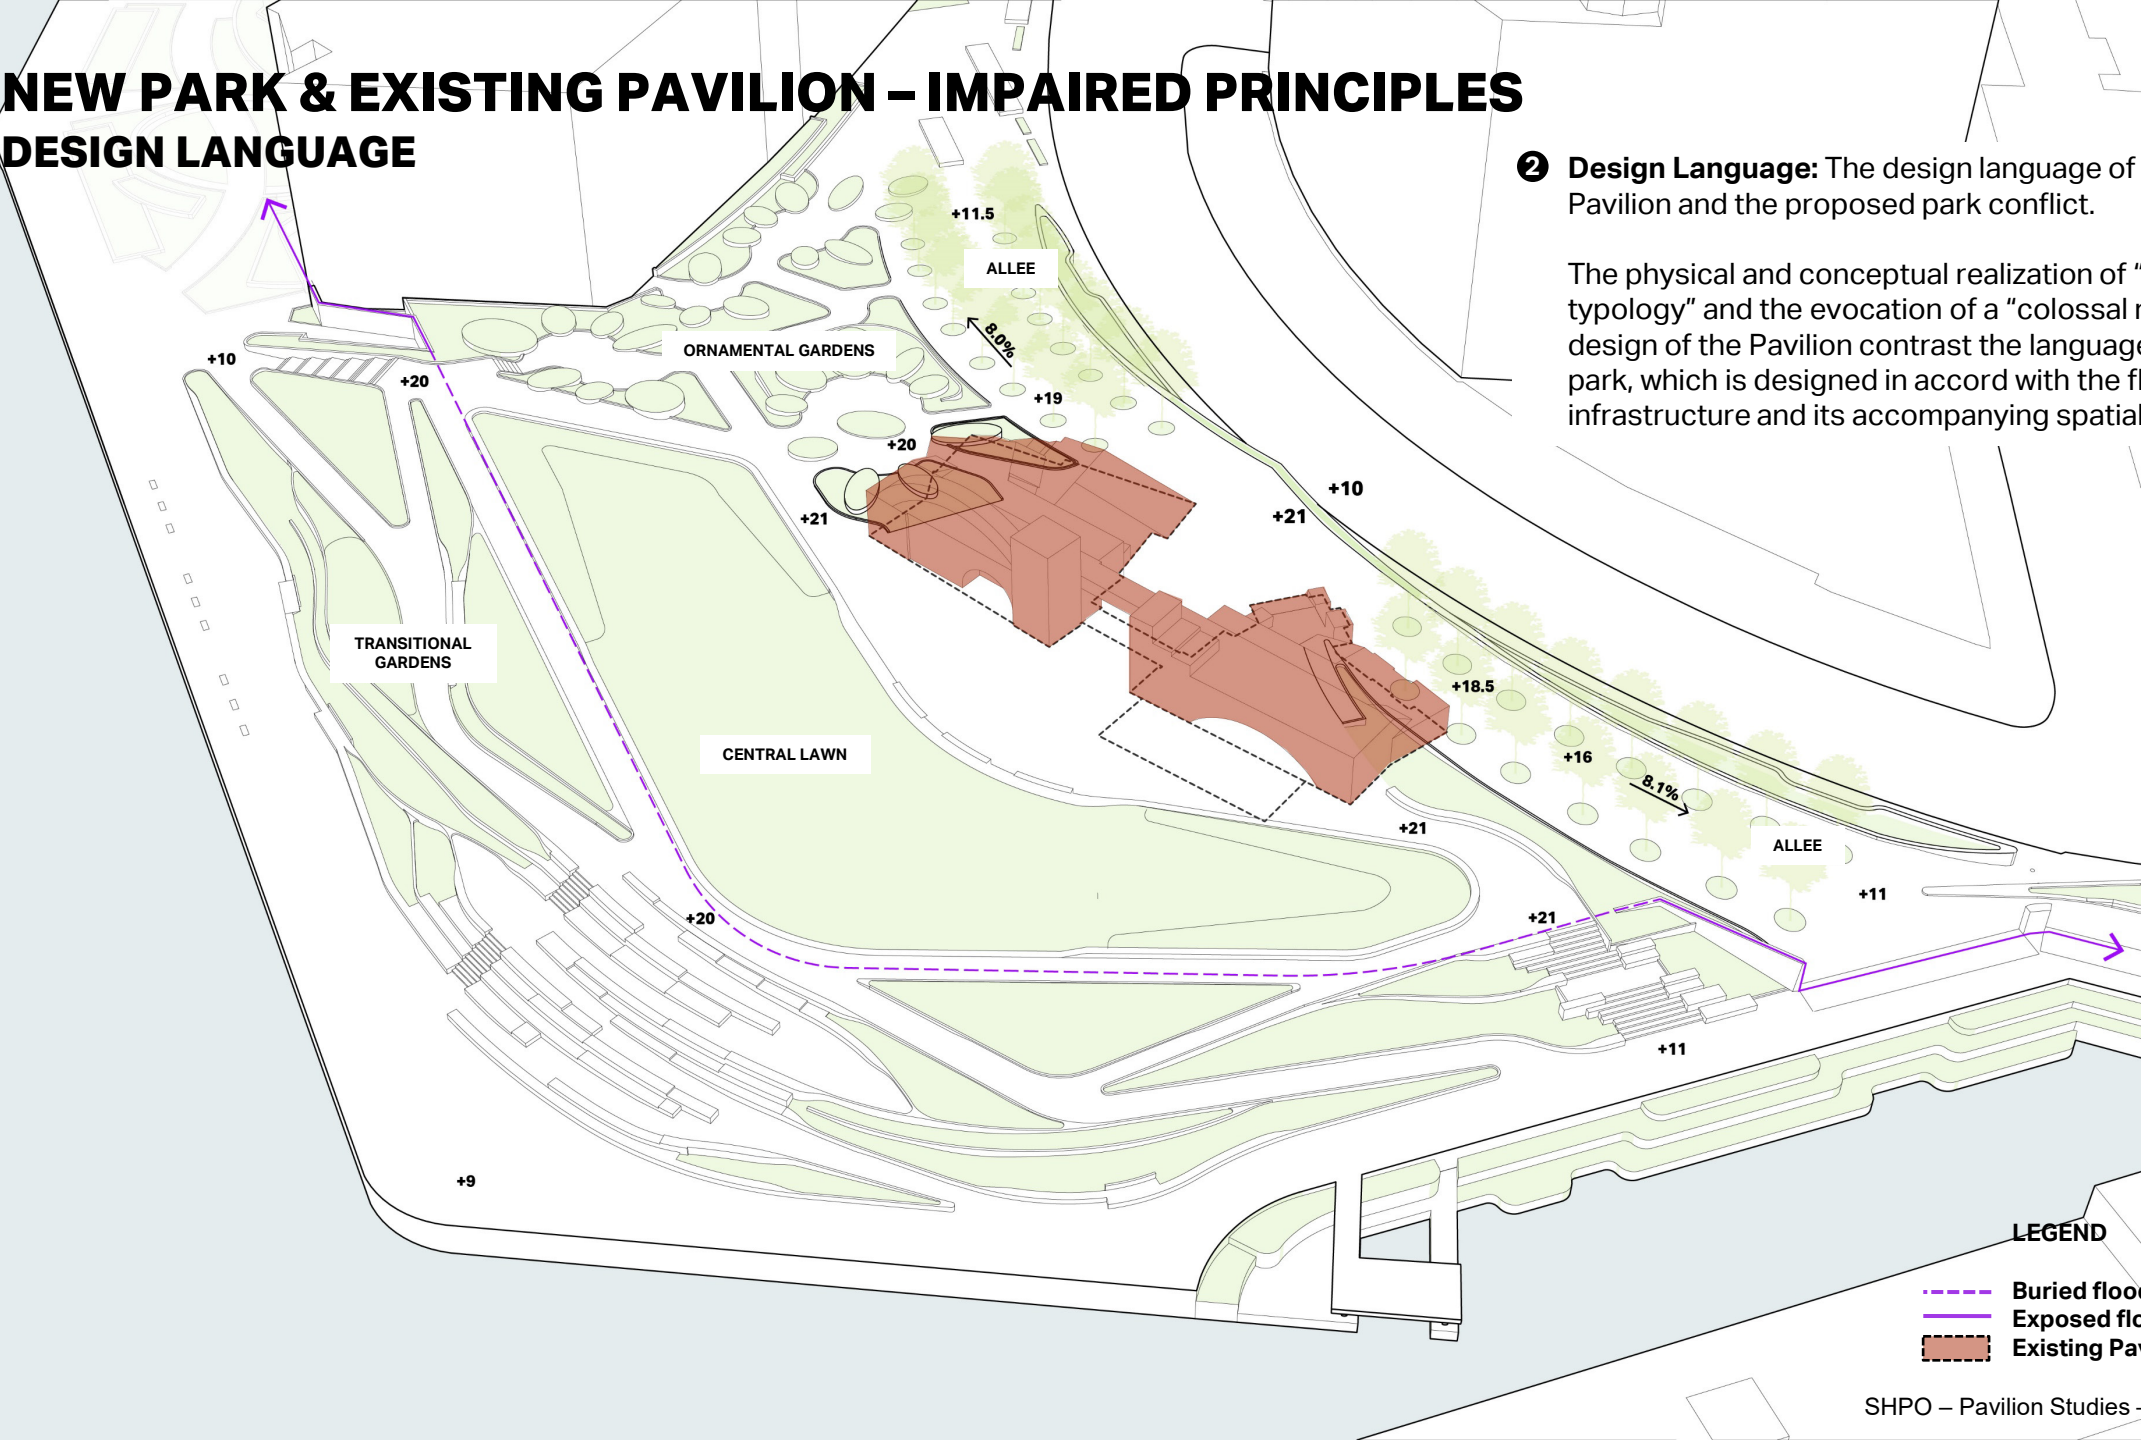 NEW PARK & EXISTING PAVILION – IMPAIRED PRINCIPLES
DESIGN LANGUAGE
❷ Design Language: The design language of
Pavilion and the proposed park conflict.
The physical and conceptual realization of “
typology” and the evocation of a “colossal
design of the Pavilion contrast the language
park, which is designed in accord with the
infrastructure and its accompanying spatial
+11.5
ALLEE
8.0%
ORNAMENTAL GARDENS
+10
+20
+19
+20
+21
+10
+21
TRANSITIONAL
GARDENS
+18.5
CENTRAL LAWN
+16
8.1%
+21
ALLEE
+11
+20
+21
+11
+9
LEGEND
Buried
Exposed
Existing
SHPO – Pavilion Studies –